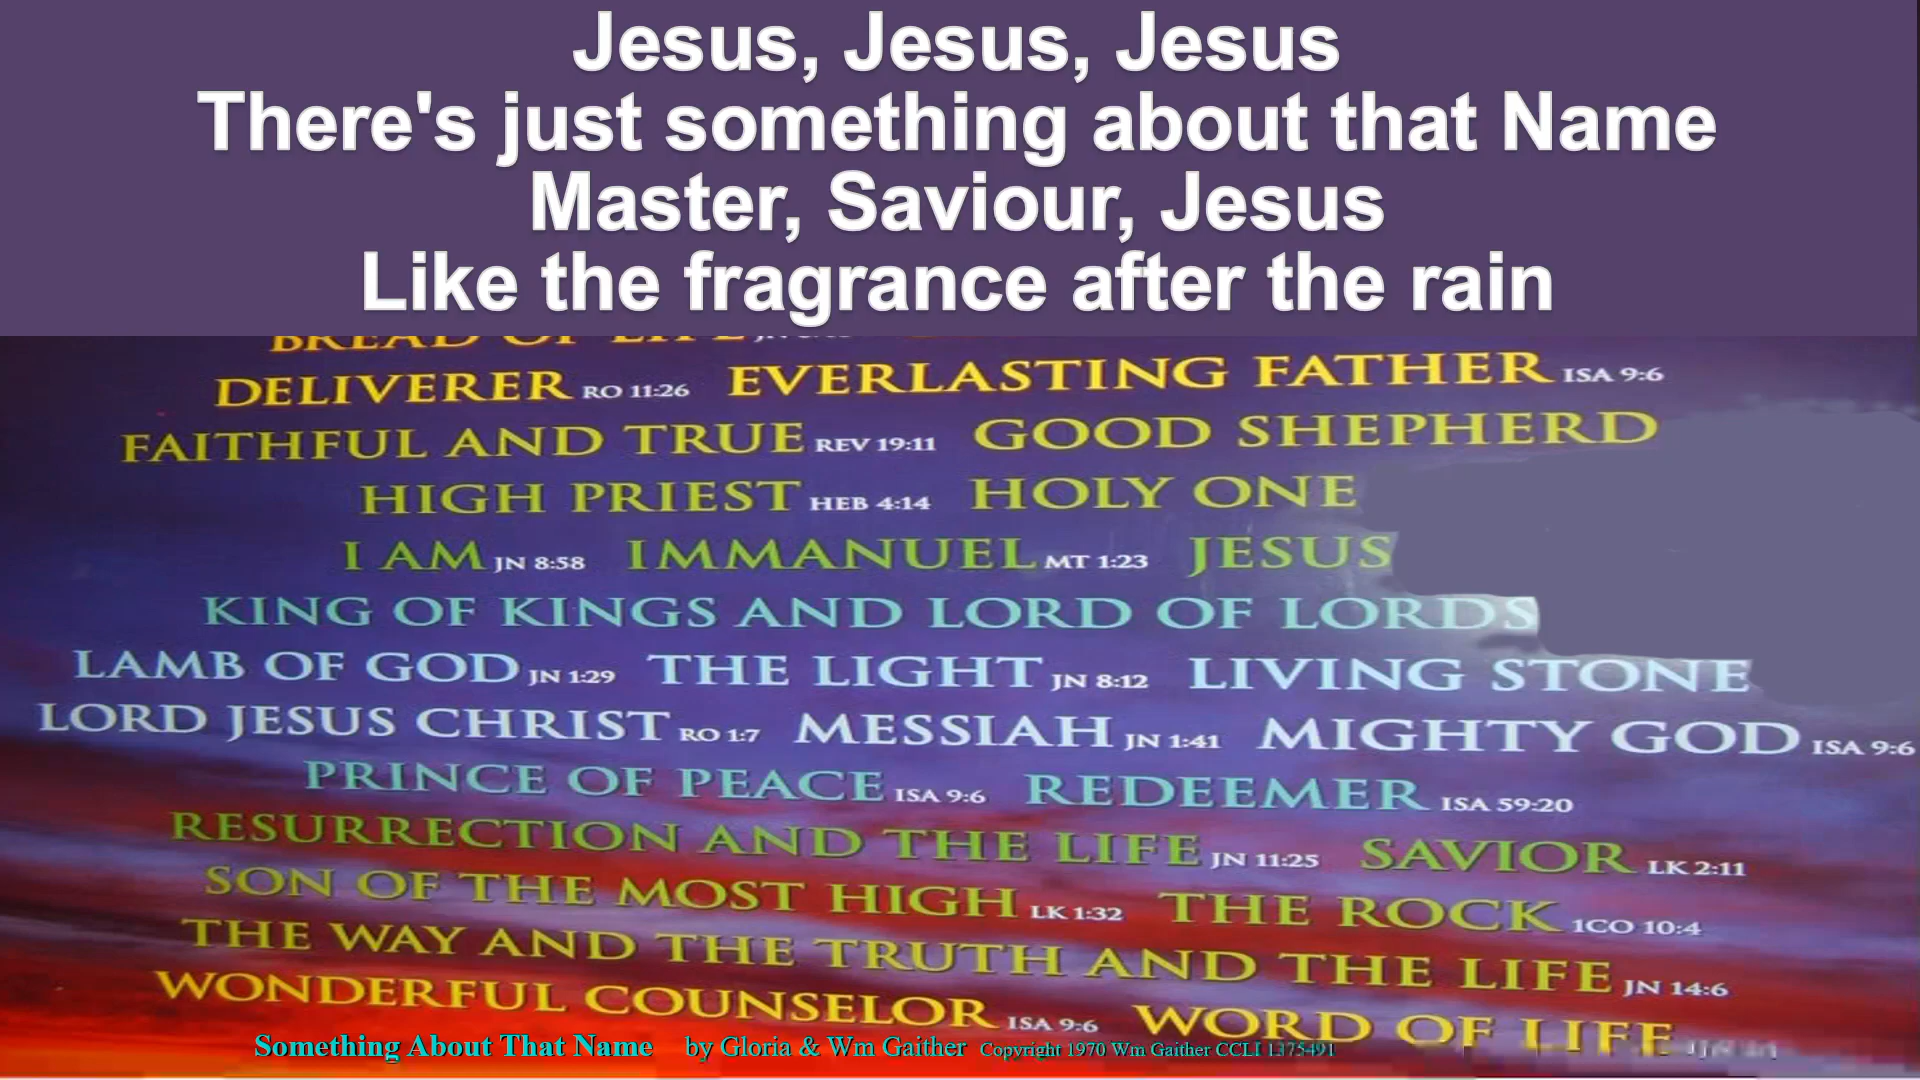 Jesus, Jesus, Jesus
There's just something about that Name
Master, Saviour, Jesus
Like the fragrance after the rain
BREAD OF LIFE
DELIVERER RO 11:26 EVERLASTING FATHER ISA 9:6
FAITHFUL AND TRUE REV 19:11 GOOD SHEPHERD
HIGH PRIEST HEB 4:14 HOLY ONE
I AM JN 8:58 IMMANUEL MT 1:23 JESUS
KING OF KINGS AND LORD OF LORDS
LAMB OF GOD JN 1:29 THE LIGHT JN 8:12 LIVING STONE
LORD JESUS CHRIST RO 1:7 MESSIAH JN 1:41 MIGHTY GOD ISA 9:6
PRINCE OF PEACE ISA 9:6 REDEEMER ISA 59:20
RESURRECTION AND THE LIFE JN 11:25 SAVIOR LK 2:11
SON OF THE MOST HIGH LK 1:32 THE ROCK 1CO 10:4
THE WAY AND THE TRUTH AND THE LIFE JN 14:6
WONDERFUL COUNSELOR ISA 9:6 WORD OF LIFE
Something About That Name by Gloria & Wm Gaither Copyright 1970 Wm Gaither CCLI 1375491